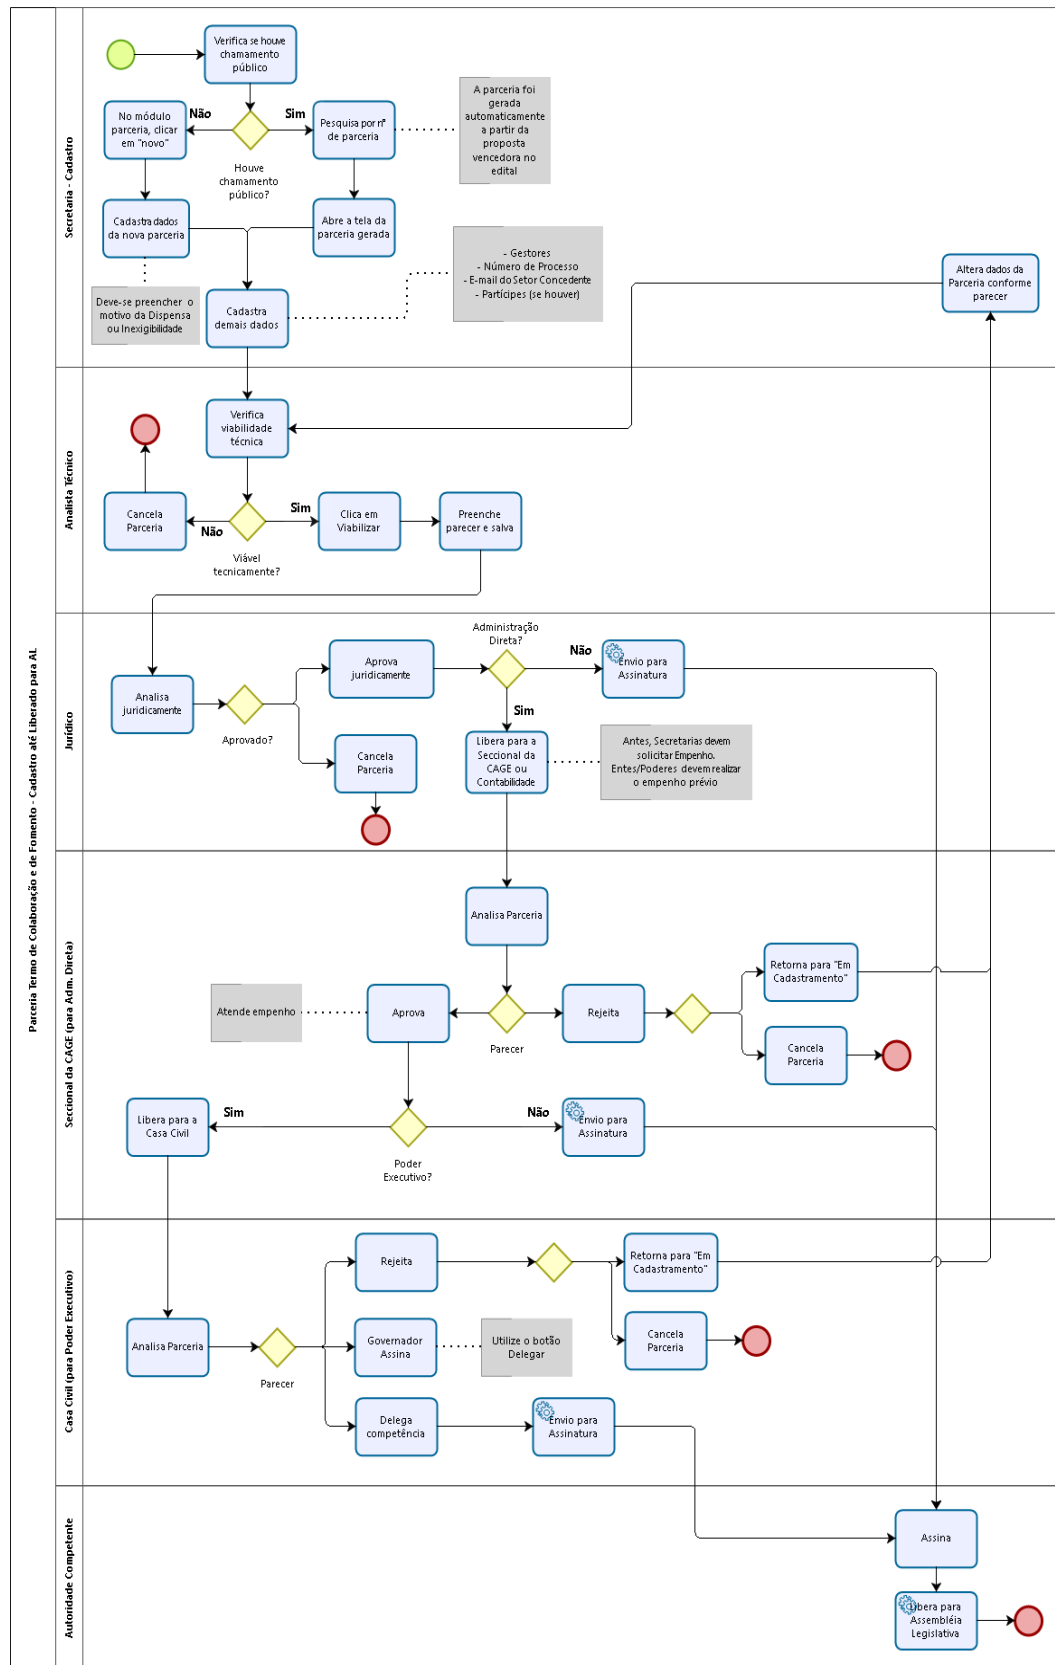 Parceria Termo de Colaboração e de Fomento - Cadastro até Liberado para AL
Secretaria - Cadastro
Verifica se houve
chamamento
público
Não
Sim
No módulo
parceria, clicar
em "novo"
Houve
chamamento
público?
Pesquisa por nº
de parceria
A parceria foi
gerada
automaticamente
a partir da
proposta
vencedora no
edital
Cadastra dados
da nova parceria
Abre a tela da
parceria gerada
Deve-se preencher o
motivo da Dispensa
ou Inexigibilidade
Cadastra
demais dados
- Gestores
- Número de Processo
- E-mail do Setor Concedente
- Partícipes (se houver)
Altera dados da
Parceria conforme
parecer
Analista Técnico
Verifica
viabilidade
técnica
Cancela
Parceria
Não
Sim
Viável
tecnicamente?
Clica em
Viabilizar
Preenche
parecer e salva
Jurídico
Analisa
juridicamente
Aprovado?
Aprova
juridicamente
Cancela
Parceria
Administração
Direta?
Não
Sim
Envio para
Assinatura
Libera para a
Seccional da
CAGE ou
Contabilidade
Antes, Secretarias devem
solicitar Empenho.
Entes/Poderes devem realizar
o empenho prévio
Seccional da CAGE (para Adm. Direta)
Analisa Parceria
Atende empenho
Aprova
Parecer
Rejeita
Retorna para "Em
Cadastramento"
Cancela
Parceria
Libera para a
Casa Civil
Sim
Poder
Executivo?
Não
Envio para
Assinatura
Casa Civil (para Poder Executivo)
Analisa Parceria
Parecer
Rejeita
Retorna para "Em
Cadastramento"
Cancela
Parceria
Governador
Assina
Utilize o botão
Delegar
Delega
competência
Envio para
Assinatura
Autoridade Competente
Assina
Libera para
Assembléia
Legislativa